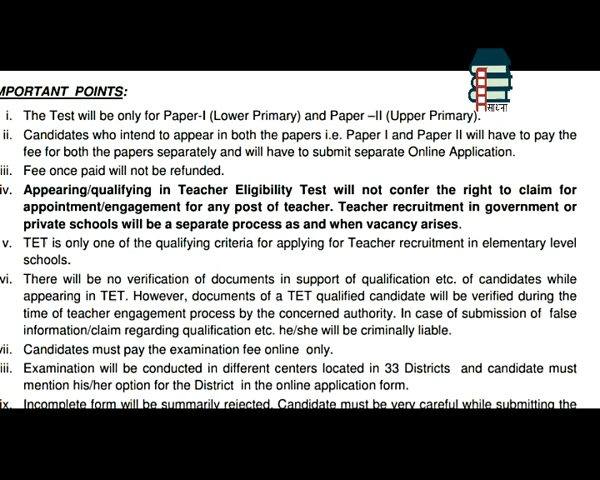 साधना
MPORTANT POINTS:
i. The Test will be only for Paper-I (Lower Primary) and Paper –II (Upper Primary).
ii. Candidates who intend to appear in both the papers i.e. Paper I and Paper II will have to pay the
fee for both the papers separately and will have to submit separate Online Application.
iii. Fee once paid will not be refunded.
iv. Appearing/qualifying in Teacher Eligibility Test will not confer the right to claim for
appointment/engagement for any post of teacher. Teacher recruitment in government or
private schools will be a separate process as and when vacancy arises.
v. TET is only one of the qualifying criteria for applying for Teacher recruitment in elementary level
schools.
vi. There will be no verification of documents in support of qualification etc. of candidates while
appearing in TET. However, documents of a TET qualified candidate will be verified during the
time of teacher engagement process by the concerned authority. In case of submission of false
information/claim regarding qualification etc. he/she will be criminally liable.
vii. Candidates must pay the examination fee online only.
iii. Examination will be conducted in different centers located in 33 Districts and candidate must
mention his/her option for the District in the online application form.
ix. Incomplete form will be summarily rejected. Candidate must be very careful while submitting the